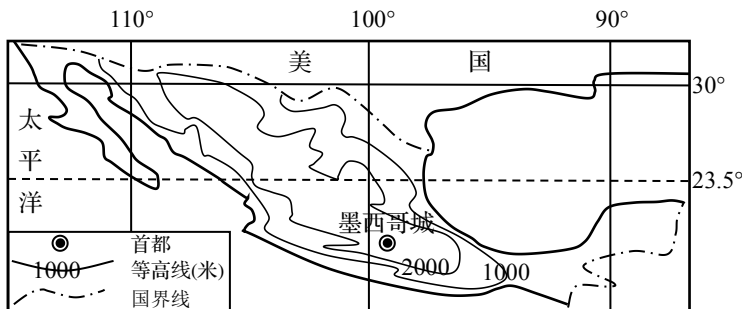 110° 100° 90°
美 国
30°
太
平
洋
23.5°
墨西哥城
2000 1000
首都
1000 等高线(米)
国界线